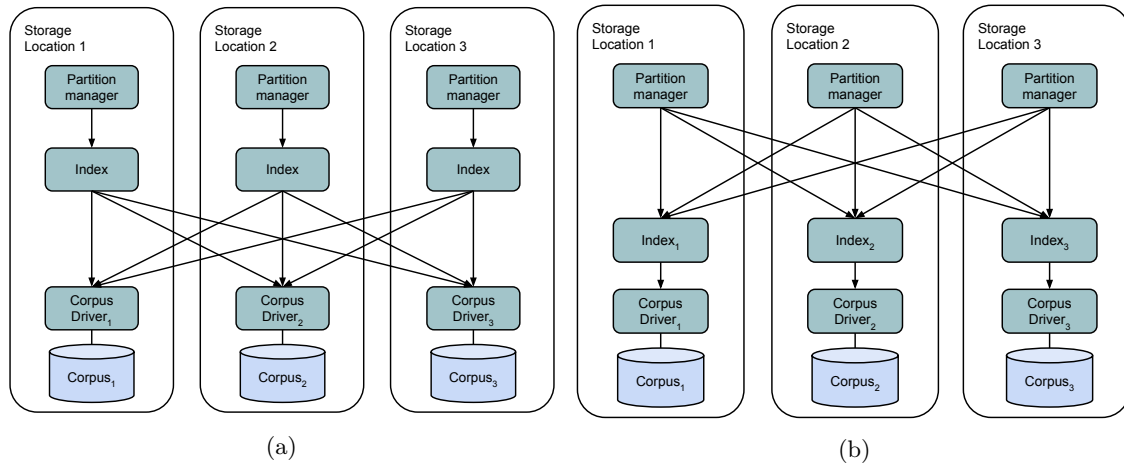 Storage
Location 1
Partition
manager
Index
Corpus
Driver₁
Corpus₁
Storage
Location 2
Partition
manager
Index
Corpus
Driver₂
Corpus₂
Storage
Location 3
Partition
manager
Index
Corpus
Driver₃
Corpus₃
(a)
Storage
Location 1
Partition
manager
Index₁
Corpus
Driver₁
Corpus₁
Storage
Location 2
Partition
manager
Index₂
Corpus
Driver₂
Corpus₂
Storage
Location 3
Partition
manager
Index₃
Corpus
Driver₃
Corpus₃
(b)